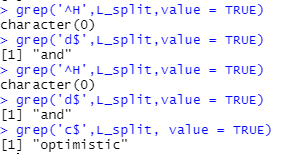 > grep('^H',L_split,value = TRUE)
character(0)
> grep('d$',L_split,value = TRUE)
[1] "and"
> grep('^H',L_split,value = TRUE)
character(0)
> grep('d$',L_split,value = TRUE)
[1] "and"
> grep('c$',L_split, value = TRUE)
[1] "optimistic"